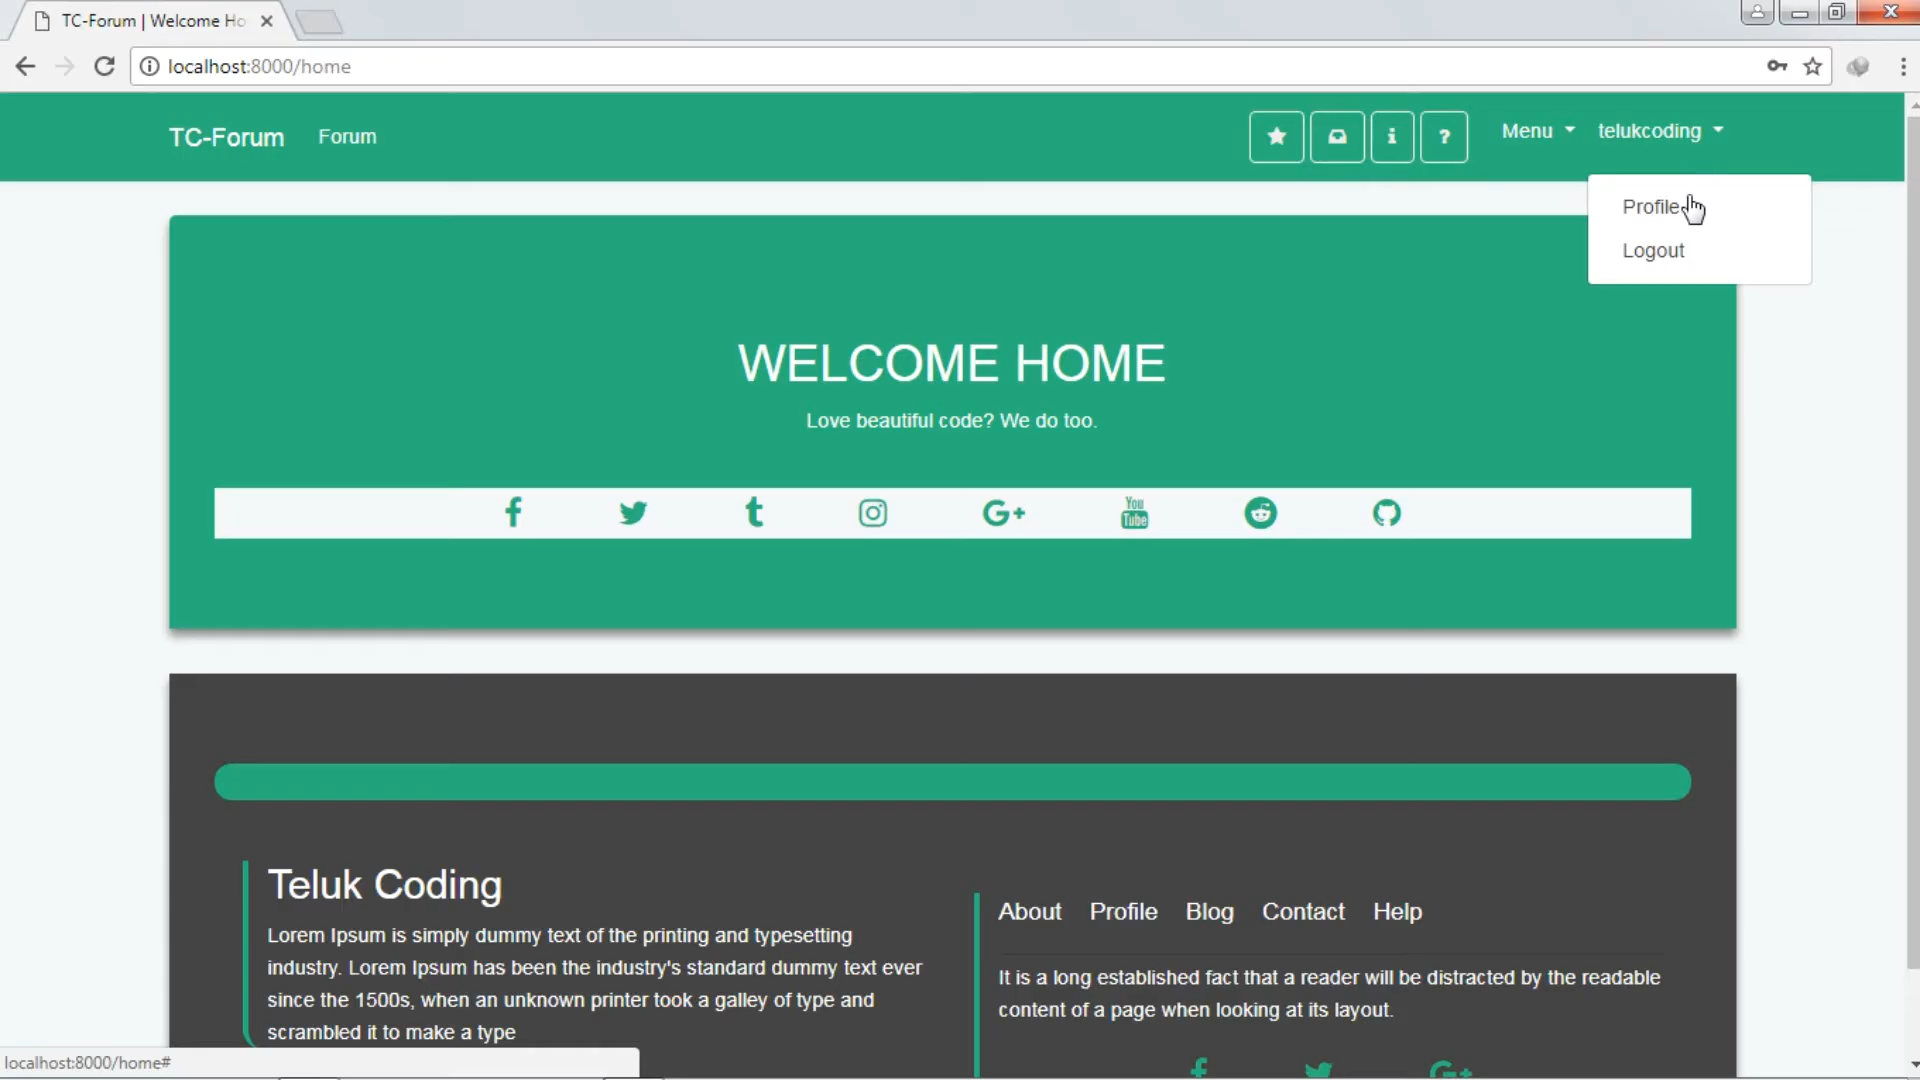 TC-Forum | Welcome Ho
localhost:8000/home
TC-Forum
Forum
?
Menu
telukcoding
Profile
Logout
WELCOME HOME
Love beautiful code? We do too.
You
Tube
Teluk Coding
Lorem Ipsum is simply dummy text of the printing and typesetting
industry. Lorem Ipsum has been the industry's standard dummy text ever
since the 1500s, when an unknown printer took a galley of type and
scrambled it to make a type
About
Profile
Blog
Contact
Help
It is a long established fact that a reader will be distracted by the readable
content of a page when looking at its layout.
localhost:8000/home#